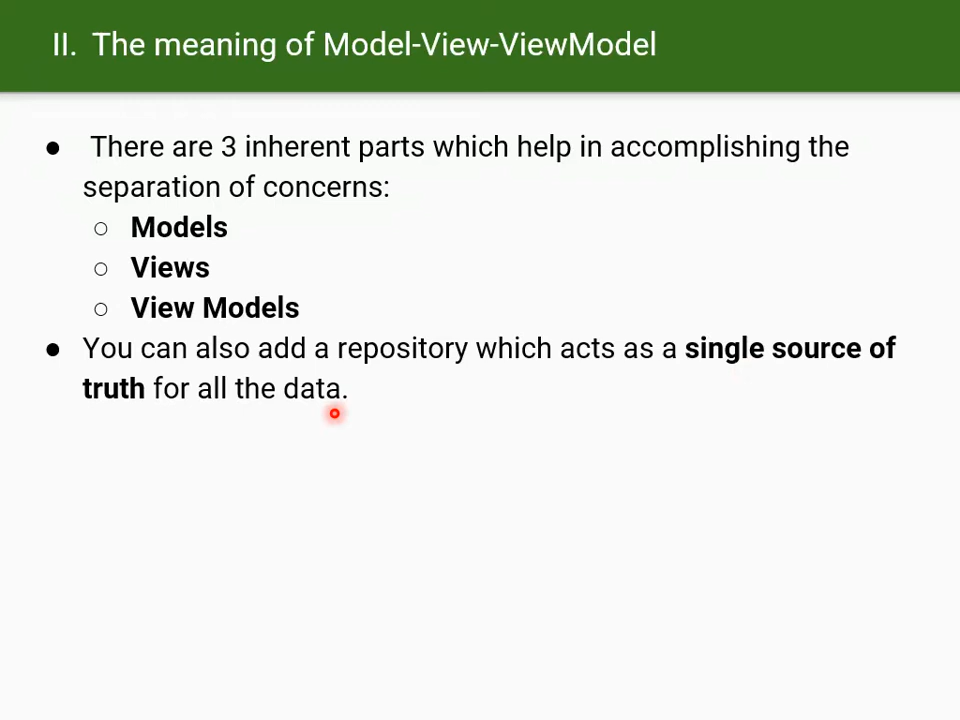 II. The meaning of Model-View-ViewModel
● There are 3 inherent parts which help in accomplishing the
separation of concerns:
○ Models
○ Views
○ View Models
● You can also add a repository which acts as a single source of
truth for all the data.